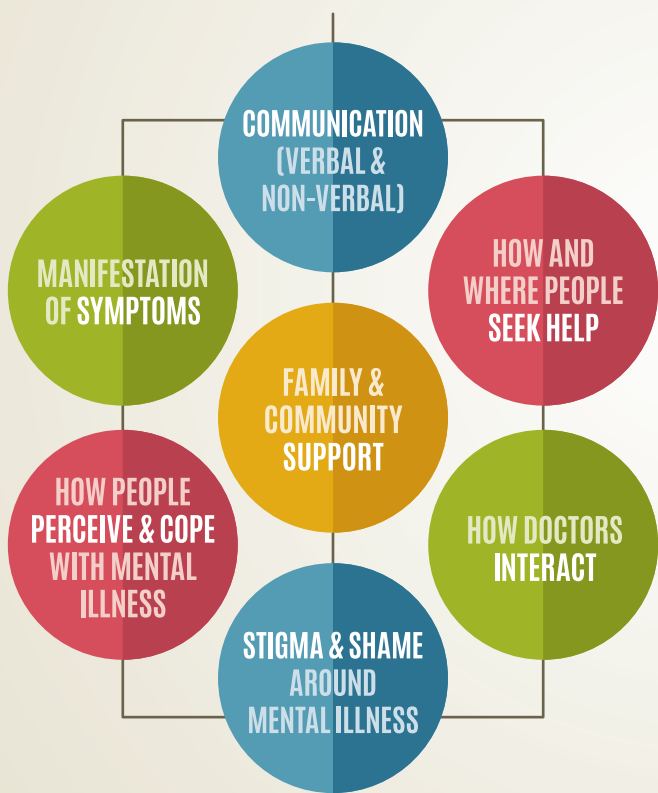 COMMUNICATION
(VERBAL &
NON-VERBAL)
MANIFESTATION
OF SYMPTOMS
HOW AND
WHERE PEOPLE
SEEK HELP
FAMILY &
COMMUNITY
SUPPORT
HOW PEOPLE
PERCEIVE & COPE
WITH MENTAL
ILLNESS
HOW DOCTORS
INTERACT
STIGMA & SHAME
AROUND
MENTAL ILLNESS